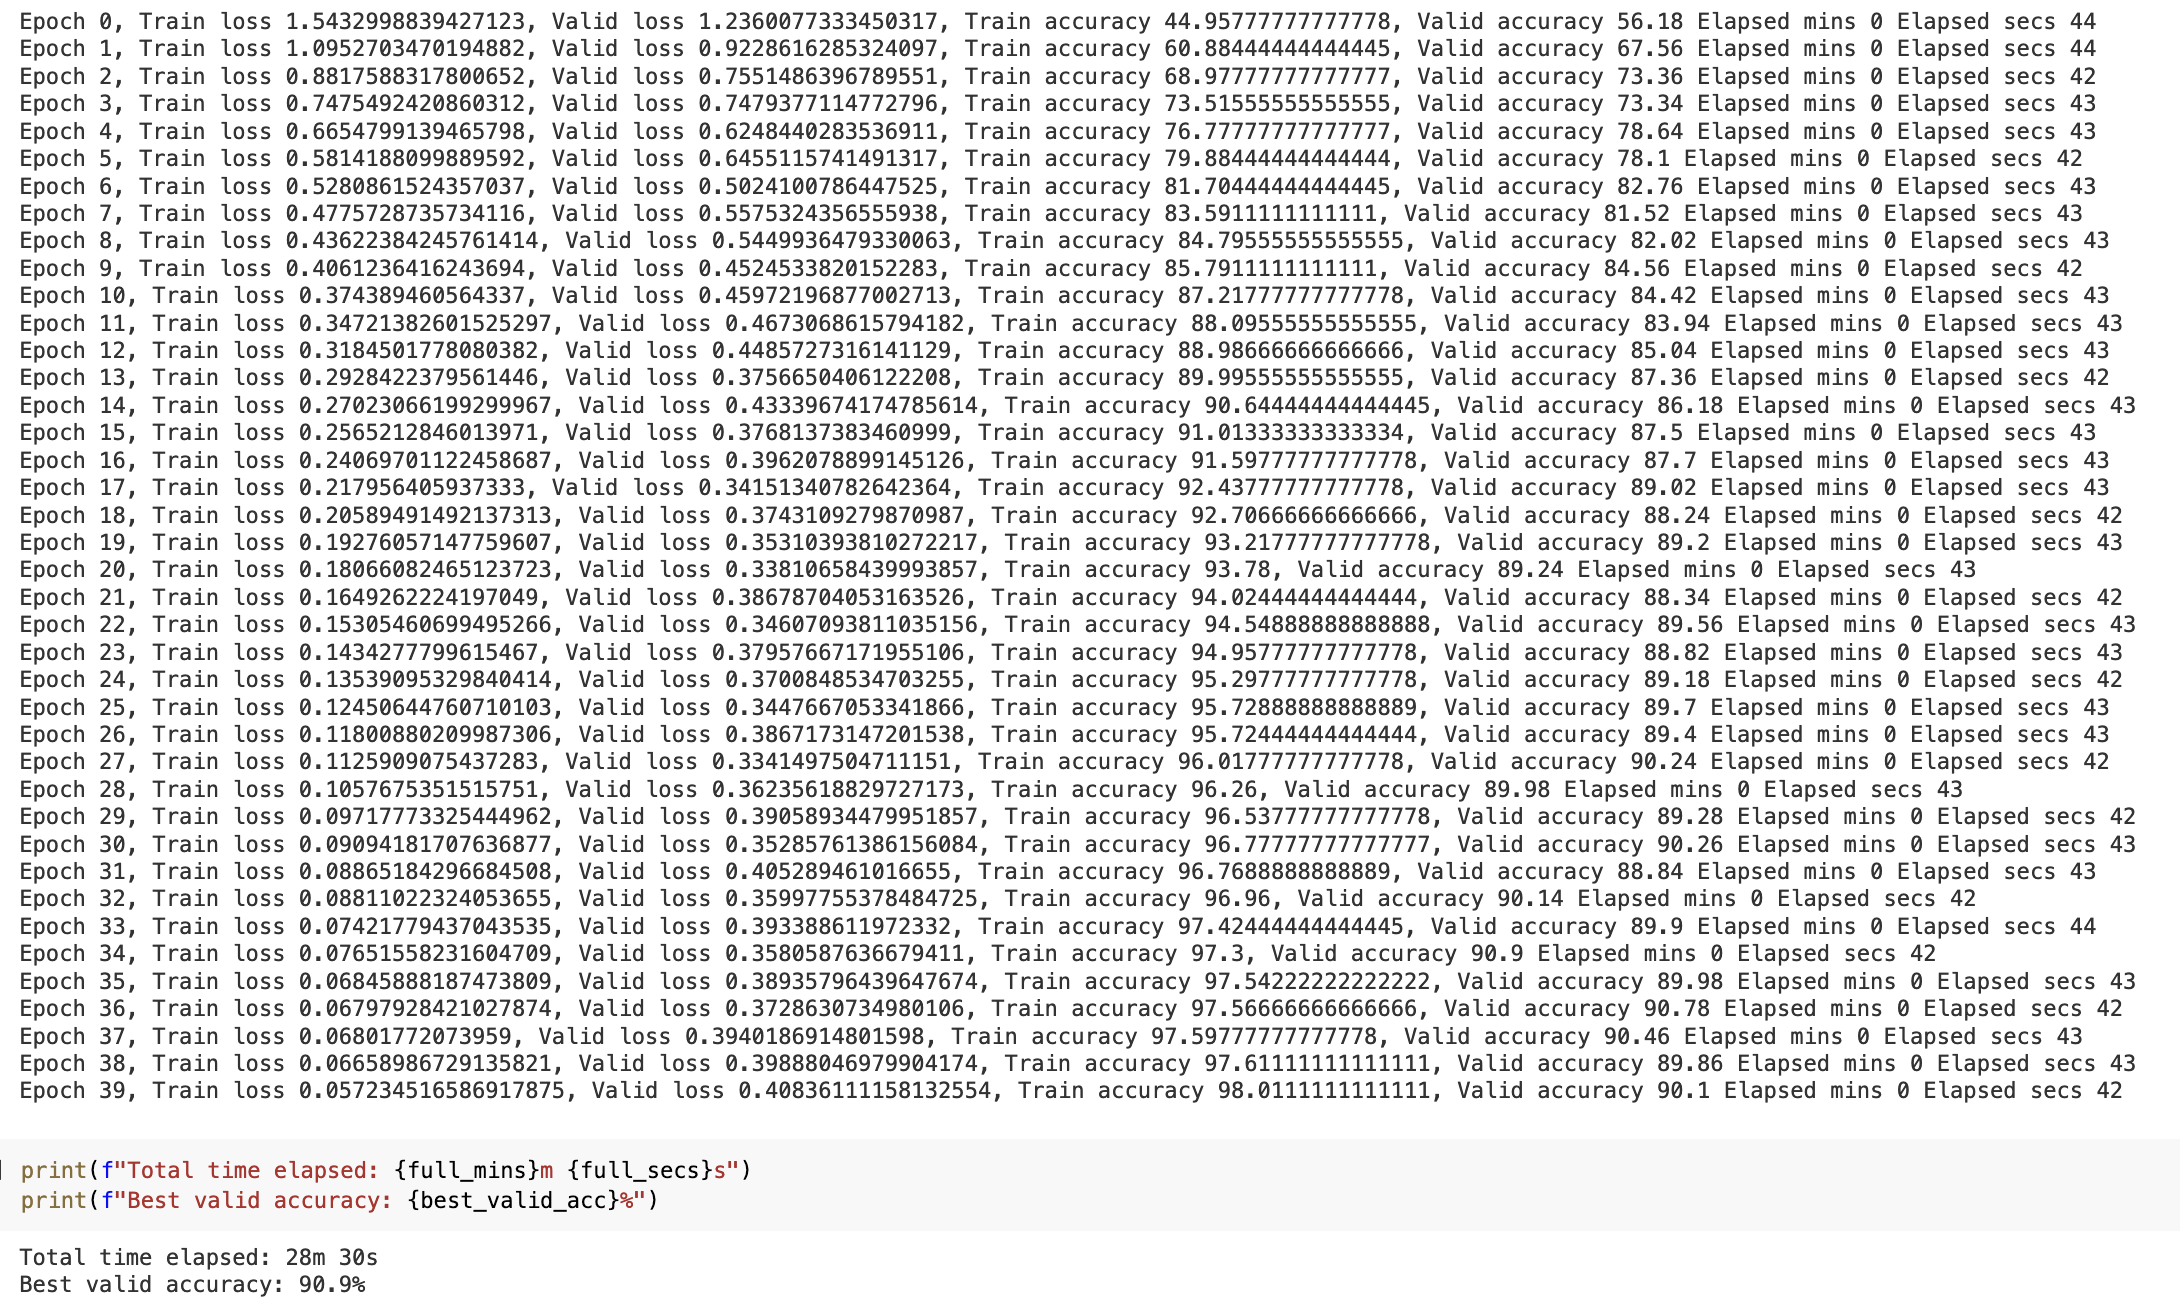 Epoch 0, Train loss 1.5432998839427123, Valid loss 1.2360077333450317, Train accuracy 44.95777777777778, Valid accuracy 56.18 Elapsed mins 0 Elapsed secs 44
Epoch 1, Train loss 1.0952703470194882, Valid loss 0.9228616285324097, Train accuracy 60.88444444444445, Valid accuracy 67.56 Elapsed mins 0 Elapsed secs 44
Epoch 2, Train loss 0.8817588317800652, Valid loss 0.7551486396789551, Train accuracy 68.97777777777777, Valid accuracy 73.36 Elapsed mins 0 Elapsed secs 42
Epoch 3, Train loss 0.7475492420860312, Valid loss 0.7479377114772796, Train accuracy 73.51555555555555, Valid accuracy 73.34 Elapsed mins 0 Elapsed secs 43
Epoch 4, Train loss 0.6654799139465798, Valid loss 0.6248440283536911, Train accuracy 76.77777777777777, Valid accuracy 78.64 Elapsed mins 0 Elapsed secs 43
Epoch 5, Train loss 0.5814188099889592, Valid loss 0.6455115741491317, Train accuracy 79.88444444444444, Valid accuracy 78.1 Elapsed mins 0 Elapsed secs 42
Epoch 6, Train loss 0.5280861524357037, Valid loss 0.5024100786447525, Train accuracy 81.70444444444445, Valid accuracy 82.76 Elapsed mins 0 Elapsed secs 43
Epoch 7, Train loss 0.4775728735734116, Valid loss 0.5575324356555938, Train accuracy 83.5911111111111, Valid accuracy 81.52 Elapsed mins 0 Elapsed secs 43
Epoch 8, Train loss 0.43622384245761414, Valid loss 0.5449936479330063, Train accuracy 84.79555555555555, Valid accuracy 82.02 Elapsed mins 0 Elapsed secs 43
Epoch 9, Train loss 0.4061236416243694, Valid loss 0.4524533820152283, Train accuracy 85.7911111111111, Valid accuracy 84.56 Elapsed mins 0 Elapsed secs 42
Epoch 10, Train loss 0.374389460564337, Valid loss 0.45972196877002713, Train accuracy 87.21777777777778, Valid accuracy 84.42 Elapsed mins 0 Elapsed secs 43
Epoch 11, Train loss 0.34721382601525297, Valid loss 0.4673068615794182, Train accuracy 88.09555555555555, Valid accuracy 83.94 Elapsed mins 0 Elapsed secs 43
Epoch 12, Train loss 0.3184501778080382, Valid loss 0.4485727316141129, Train accuracy 88.98666666666666, Valid accuracy 85.04 Elapsed mins 0 Elapsed secs 43
Epoch 13, Train loss 0.2928422379561446, Valid loss 0.3756650406122208, Train accuracy 89.99555555555555, Valid accuracy 87.36 Elapsed mins 0 Elapsed secs 42
Epoch 14, Train loss 0.27023066199299967, Valid loss 0.43339674174785614, Train accuracy 90.64444444444445, Valid accuracy 86.18 Elapsed mins 0 Elapsed secs 43
Epoch 15, Train loss 0.2565212846013971, Valid loss 0.3768137383460999, Train accuracy 91.01333333333334, Valid accuracy 87.5 Elapsed mins 0 Elapsed secs 43
Epoch 16, Train loss 0.24069701122458687, Valid loss 0.3962078899145126, Train accuracy 91.59777777777778, Valid accuracy 87.7 Elapsed mins 0 Elapsed secs 43
Epoch 17, Train loss 0.217956405937333, Valid loss 0.34151340782642364, Train accuracy 92.43777777777778, Valid accuracy 89.02 Elapsed mins 0 Elapsed secs 43
Epoch 18, Train loss 0.20589491492137313, Valid loss 0.3743109279870987, Train accuracy 92.70666666666666, Valid accuracy 88.24 Elapsed mins 0 Elapsed secs 42
Epoch 19, Train loss 0.19276057147759607, Valid loss 0.35310393810272217, Train accuracy 93.21777777777778, Valid accuracy 89.2 Elapsed mins 0 Elapsed secs 43
Epoch 20, Train loss 0.18066082465123723, Valid loss 0.33810658439993857, Train accuracy 93.78, Valid accuracy 89.24 Elapsed mins 0 Elapsed secs 43
Epoch 21, Train loss 0.1649262224197049, Valid loss 0.38678704053163526, Train accuracy 94.02444444444444, Valid accuracy 88.34 Elapsed mins 0 Elapsed secs 42
Epoch 22, Train loss 0.15305460699495266, Valid loss 0.34607093811035156, Train accuracy 94.54888888888888, Valid accuracy 89.56 Elapsed mins 0 Elapsed secs 43
Epoch 23, Train loss 0.1434277799615467, Valid loss 0.37957667171955106, Train accuracy 94.95777777777778, Valid accuracy 88.82 Elapsed mins 0 Elapsed secs 43
Epoch 24, Train loss 0.13539095329840414, Valid loss 0.3700848534703255, Train accuracy 95.29777777777778, Valid accuracy 89.18 Elapsed mins 0 Elapsed secs 42
Epoch 25, Train loss 0.12450644760710103, Valid loss 0.3447667053341866, Train accuracy 95.72888888888889, Valid accuracy 89.7 Elapsed mins 0 Elapsed secs 43
Epoch 26, Train loss 0.11800880209987306, Valid loss 0.3867173147201538, Train accuracy 95.72444444444444, Valid accuracy 89.4 Elapsed mins 0 Elapsed secs 43
Epoch 27, Train loss 0.1125909075437283, Valid loss 0.3341497504711151, Train accuracy 96.01777777777778, Valid accuracy 90.24 Elapsed mins 0 Elapsed secs 42
Epoch 28, Train loss 0.1057675351515751, Valid loss 0.36235618829727173, Train accuracy 96.26, Valid accuracy 89.98 Elapsed mins 0 Elapsed secs 43
Epoch 29, Train loss 0.09717773325444962, Valid loss 0.39058934479951857, Train accuracy 96.53777777777778, Valid accuracy 89.28 Elapsed mins 0 Elapsed secs 42
Epoch 30, Train loss 0.09094181707636877, Valid loss 0.35285761386156084, Train accuracy 96.77777777777777, Valid accuracy 90.26 Elapsed mins 0 Elapsed secs 43
Epoch 31, Train loss 0.08865184296684508, Valid loss 0.405289461016655, Train accuracy 96.7688888888889, Valid accuracy 88.84 Elapsed mins 0 Elapsed secs 43
Epoch 32, Train loss 0.08811022324053655, Valid loss 0.35997755378484725, Train accuracy 96.96, Valid accuracy 90.14 Elapsed mins 0 Elapsed secs 42
Epoch 33, Train loss 0.07421779437043535, Valid loss 0.393388611972332, Train accuracy 97.42444444444445, Valid accuracy 89.9 Elapsed mins 0 Elapsed secs 44
Epoch 34, Train loss 0.07651558231604709, Valid loss 0.3580587636679411, Train accuracy 97.3, Valid accuracy 90.9 Elapsed mins 0 Elapsed secs 42
Epoch 35, Train loss 0.06845888187473809, Valid loss 0.38935796439647674, Train accuracy 97.54222222222222, Valid accuracy 89.98 Elapsed mins 0 Elapsed secs 43
Epoch 36, Train loss 0.06797928421027874, Valid loss 0.3728630734980106, Train accuracy 97.56666666666666, Valid accuracy 90.78 Elapsed mins 0 Elapsed secs 42
Epoch 37, Train loss 0.06801772073959, Valid loss 0.3940186914801598, Train accuracy 97.59777777777778, Valid accuracy 90.46 Elapsed mins 0 Elapsed secs 43
Epoch 38, Train loss 0.06658986729135821, Valid loss 0.39888046979904174, Train accuracy 97.61111111111111, Valid accuracy 89.86 Elapsed mins 0 Elapsed secs 43
Epoch 39, Train loss 0.057234516586917875, Valid loss 0.40836111158132554, Train accuracy 98.0111111111111, Valid accuracy 90.1 Elapsed mins 0 Elapsed secs 42
print(f"Total time elapsed: {full_mins}m {full_secs}s")
print(f"Best valid accuracy: {best_valid_acc}%")
Total time elapsed: 28m 30s
Best valid accuracy: 90.9%